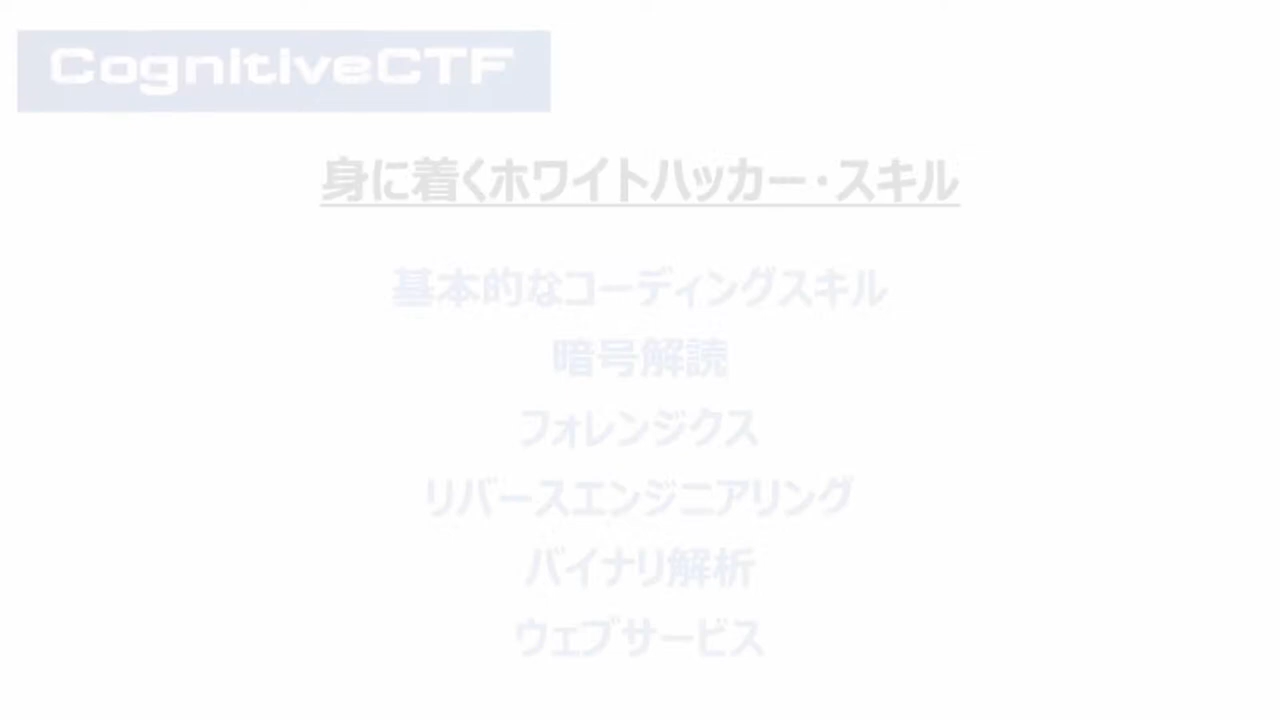 CognitiveCTF
身に着くホワイトハッカー・スキル
基本的なコーディングスキル
暗号解読
フォレンジクス
リバースエンジニアリング
バイナリ解析
ウェブサービス